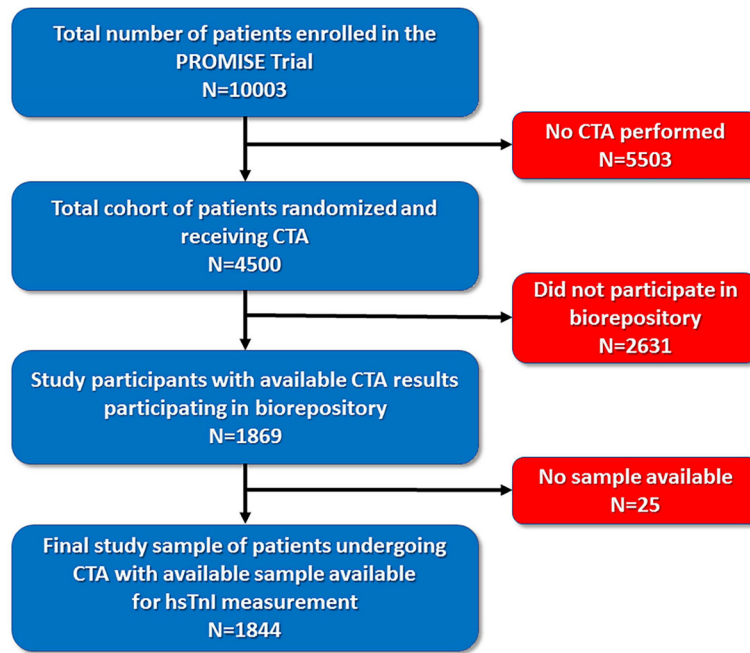 Total number of patients enrolled in the
PROMISE Trial
N=10003
No CTA performed
N=5503
Total cohort of patients randomized and
receiving CTA
N=4500
Did not participate in
biorepository
N=2631
Study participants with available CTA results
participating in biorepository
N=1869
No sample available
N=25
Final study sample of patients undergoing
CTA with available sample available
for hsTnI measurement
N=1844